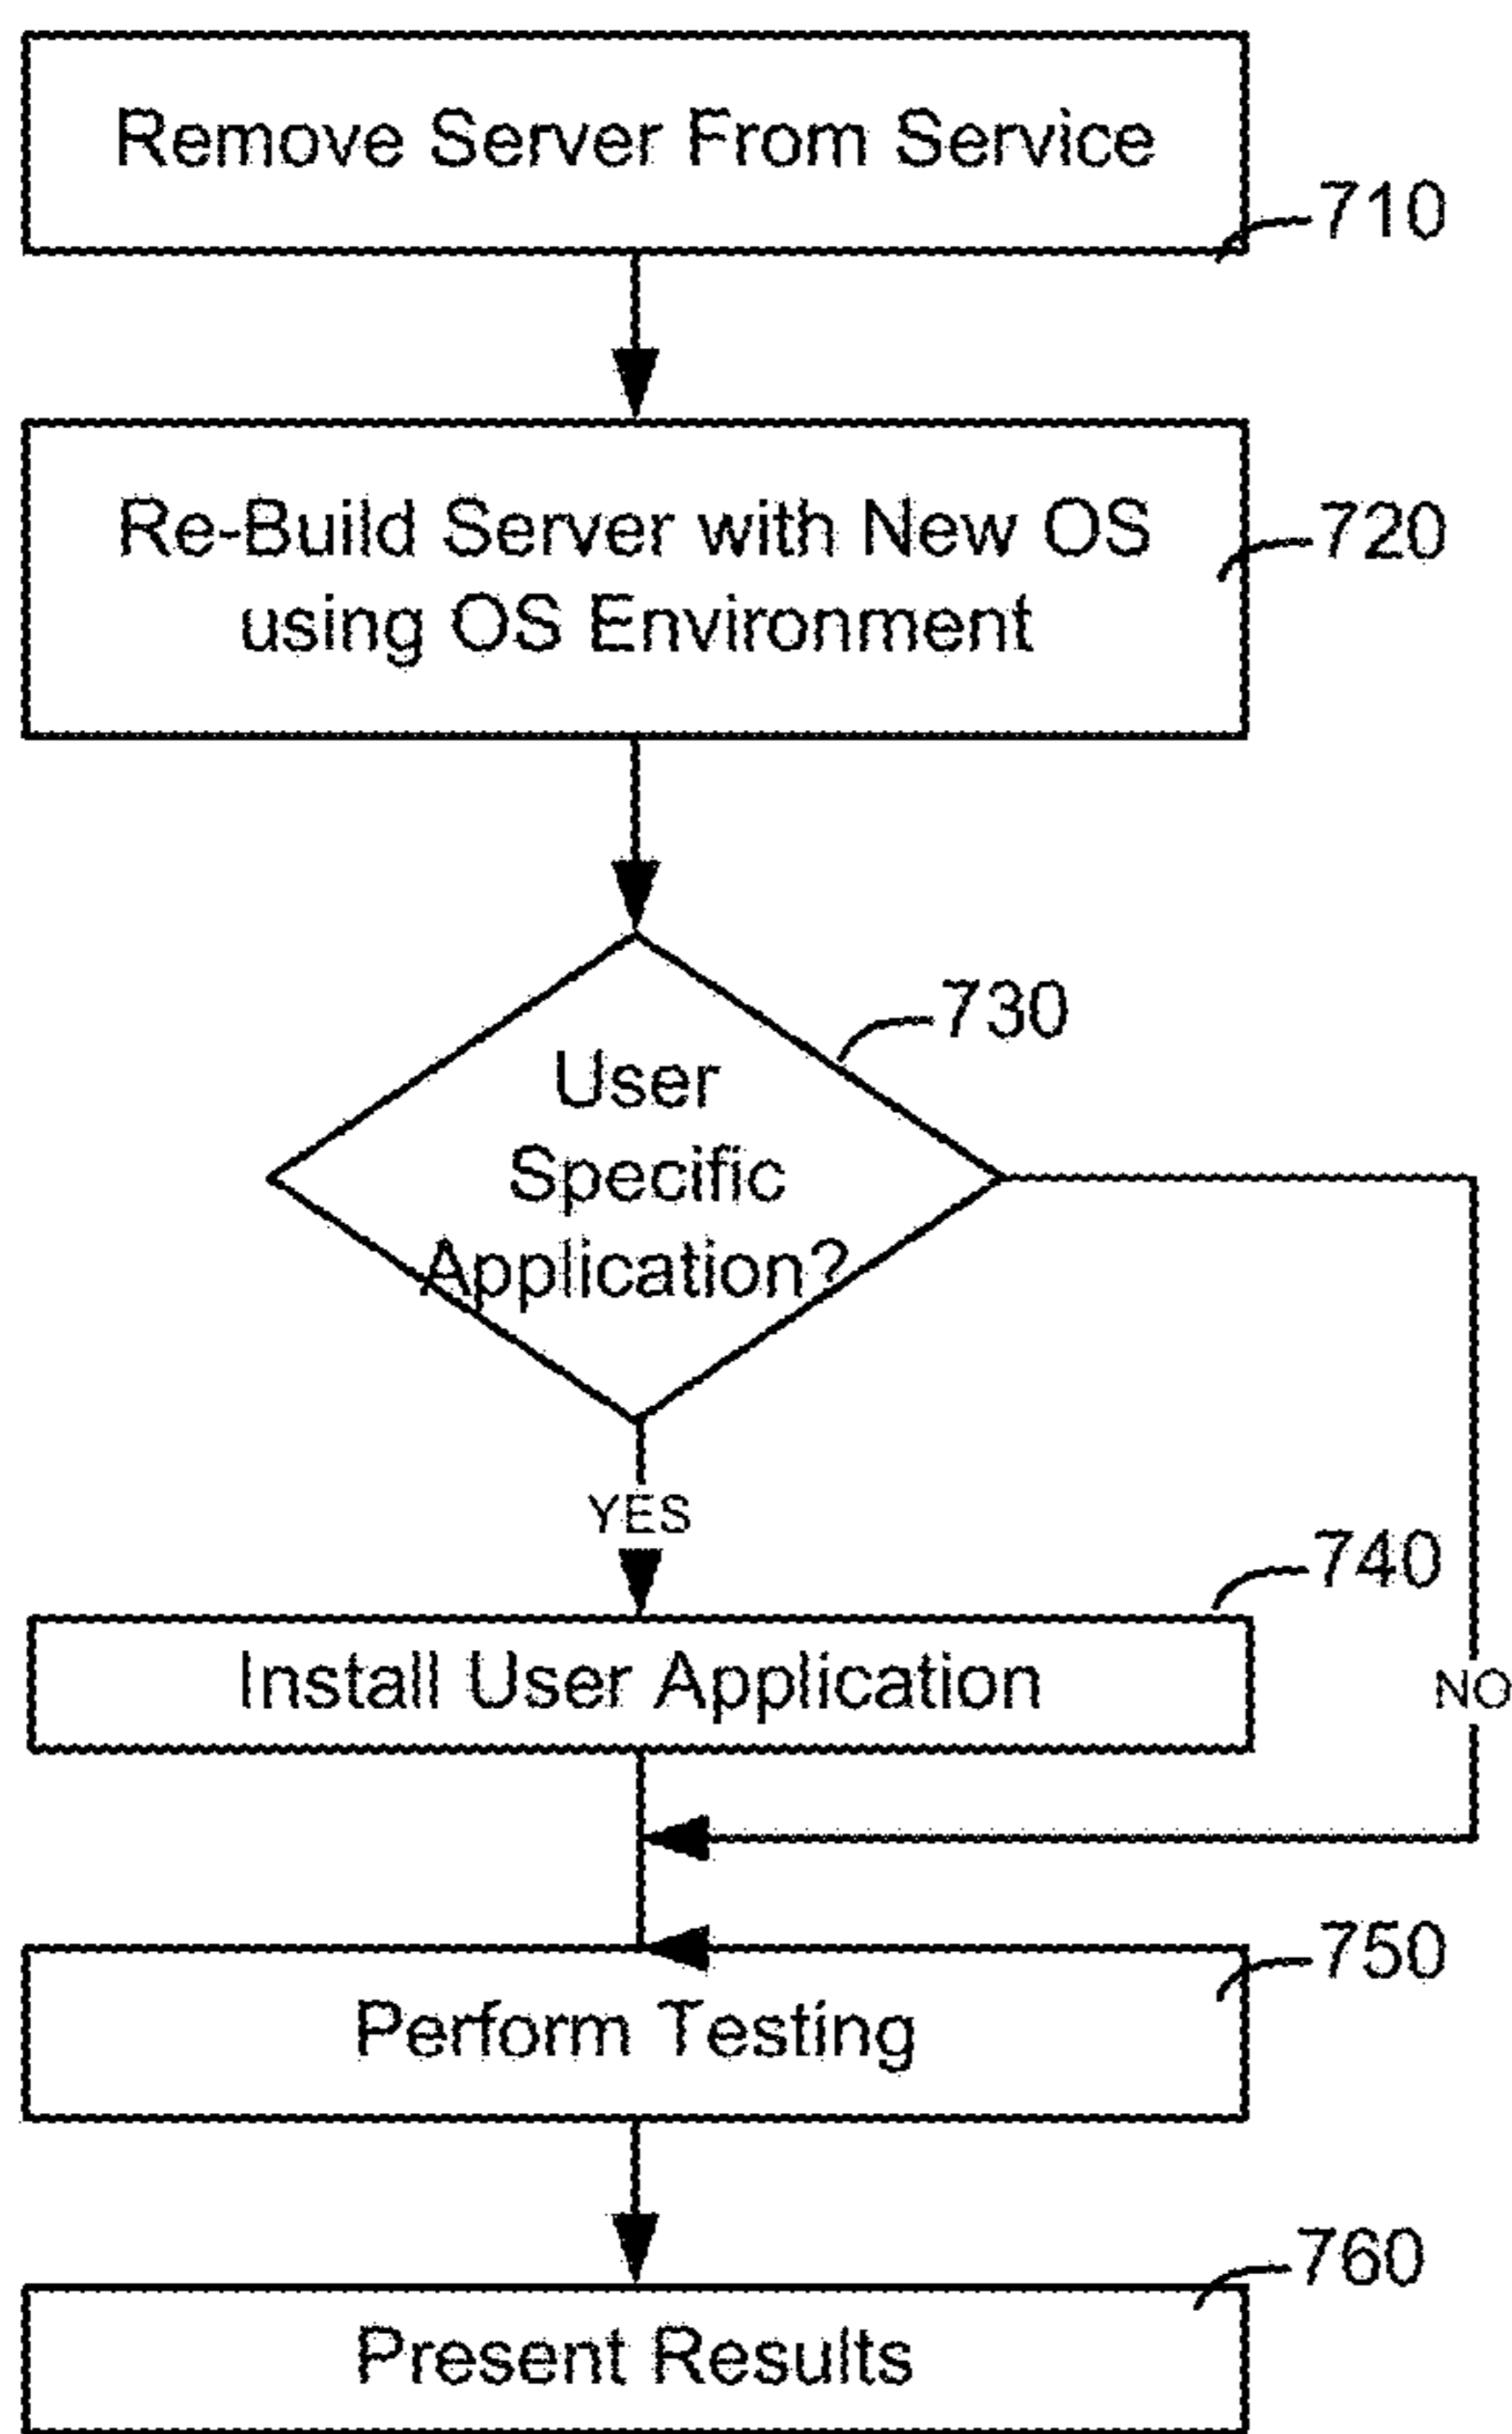 Remove Server From Service
710
Re-Build Server with New OS
using OS Environment
720
730
User
Specific
Application?
YES
740
Install User Application
NO
750
Perform Testing
760
Present Results